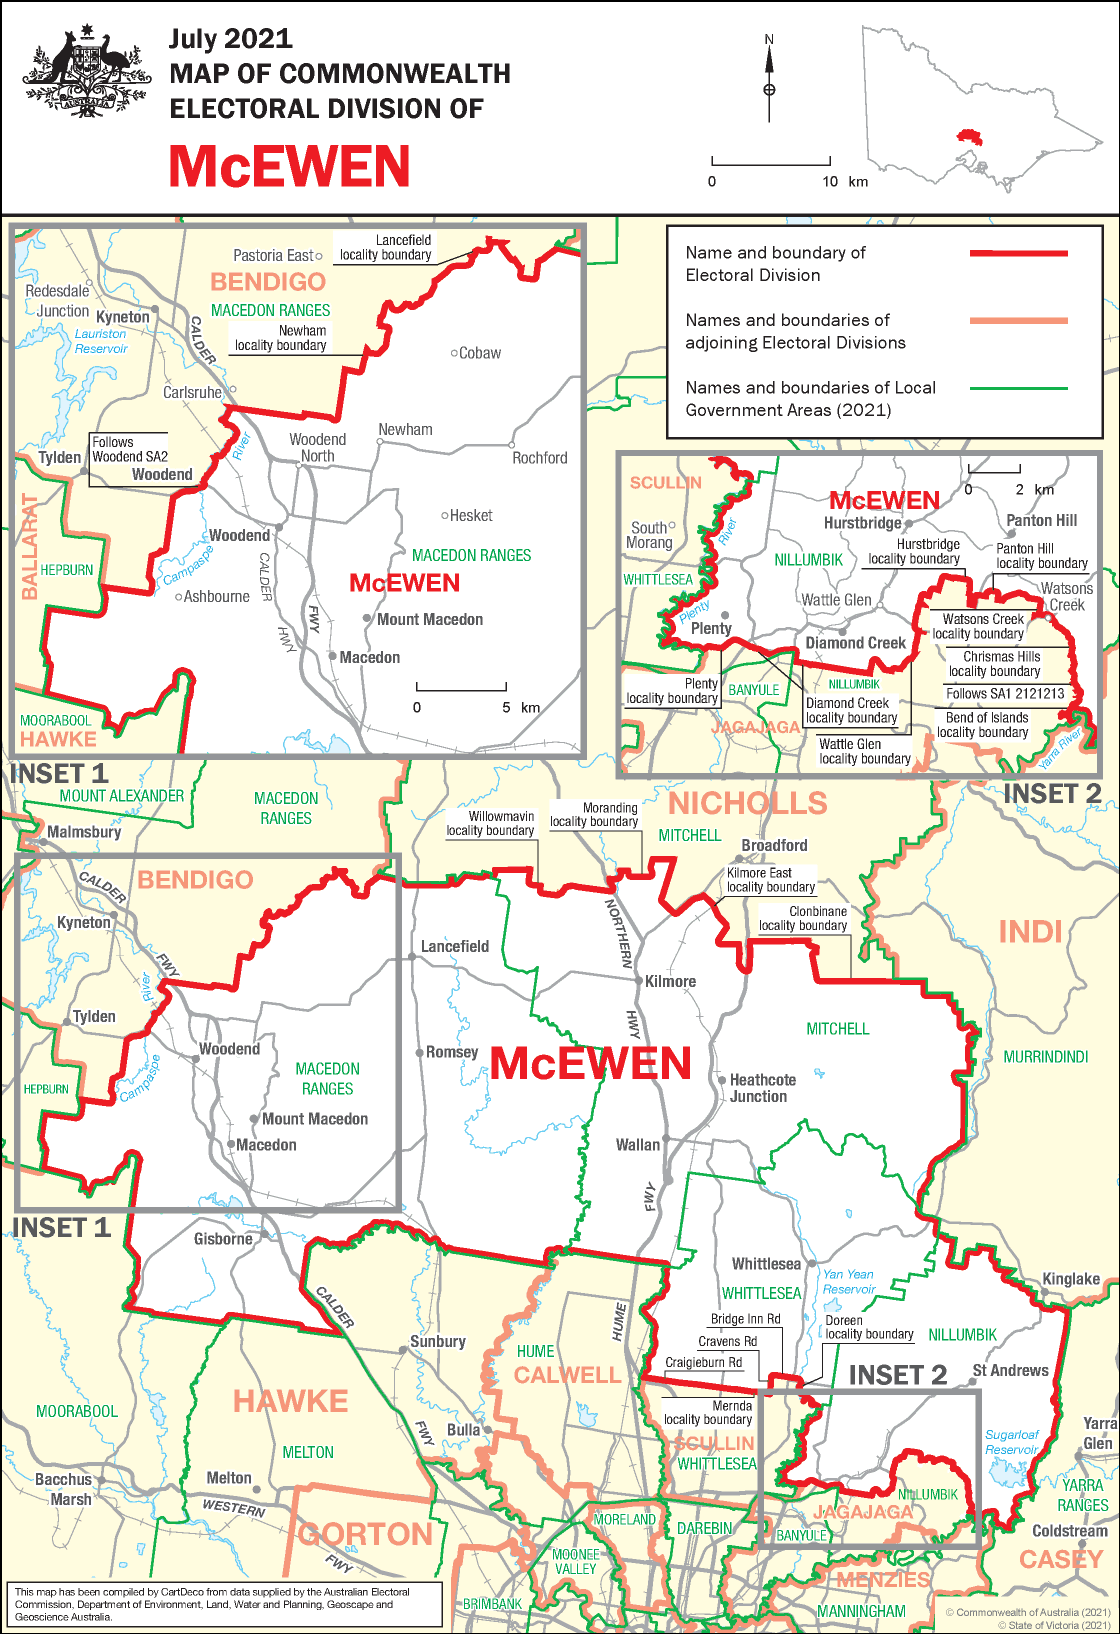 July 2021
MAP OF COMMONWEALTH
ELECTORAL DIVISION OF
McEWEN
AUSTRALIA
N
0 10 km
Name and boundary of
Electoral Division
Names and boundaries of
adjoining Electoral Divisions
Names and boundaries of Local
Government Areas (2021)
Lancefield
locality boundary
Pastoria East
BENDIGO
Redesdale
Junction
Kyneton
MACEDON RANGES
Lauriston
Reservoir
CALDER
Newham
locality boundary
Cobaw
Carlsruhe
Newham
Woodend
North
River
Rochford
Follows
Woodend SA2
Tylden
Woodend
BALLARAT
Hesket
Woodend
MACEDON RANGES
HEPBURN
Campaspe
CALDER
McEWEN
Ashbourne
FWY
HWY
Mount Macedon
Macedon
0 5 km
MOORABOOL
HAWKE
INSET 1
SCULLIN
McEWEN
0 2 km
Hurstbridge
Panton Hill
South
Morang
River
Hurstbridge
locality boundary
Panton Hill
locality boundary
NILLUMBIK
WHITTLESEA
Watsons
Creek
Wattle Glen
Plenty
Plenty
Watsons Creek
locality boundary
Diamond Creek
Chrismas Hills
locality boundary
Plenty
locality boundary
BANYULE
NILLUMBIK
Follows SA1 2121213
Diamond Creek
locality boundary
Bend of Islands
locality boundary
JAGAJAGA
Wattle Glen
locality boundary
Yarra River
INSET 2
MOUNT ALEXANDER
MACEDON
RANGES
Malmsbury
Willowmavin
locality boundary
Moranding
locality boundary
NICHOLLS
MITCHELL
Broadford
BENDIGO
CALDER
Kilmore East
locality boundary
Kyneton
Clonbinane
locality boundary
INDI
NORTHERN
Lancefield
FWY
River
Kilmore
Tylden
HWY
MITCHELL
Woodend
Romsey
McEWEN
MURRINDINDI
MACEDON
RANGES
Campaspe
HEPBURN
Heathcote
Junction
Mount Macedon
Macedon
Wallan
FWY
INSET 1
Gisborne
Whittlesea
Yan Yean
Reservoir
Kinglake
WHITTLESEA
CALDER
HUME
Bridge Inn Rd
Doreen
locality boundary
NILLUMBIK
Cravens Rd
Sunbury
HUME
Craigieburn Rd
CALWELL
INSET 2
St Andrews
HAWKE
MOORABOOL
Mernda
locality boundary
Bulla
FWY
SCULLIN
WHITTLESEA
Yarra
Glen
Sugarloaf
Reservoir
MELTON
Bacchus
Marsh
Melton
WESTERN
NILLUMBIK
YARRA
RANGES
JAGAJAGA
GORTON
MORELAND
DAREBIN
BANYULE
Coldstream
FWY
MOONEE
VALLEY
CASEY
MENZIES
BRIMBANK
MANNINGHAM
This map has been compiled by CartDeco from data supplied by the Australian Electoral
Commission, Department of Environment, Land, Water and Planning, Geoscape and
Geoscience Australia.
© Commonwealth of Australia (2021)
© State of Victoria (2021)